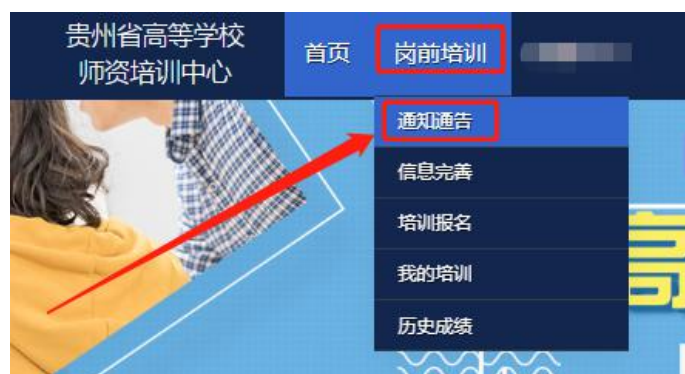 贵州省高等学校
师资培训中心
首页
岗前培训
通知通告
信息完善
培训报名
我的培训
历史成绩